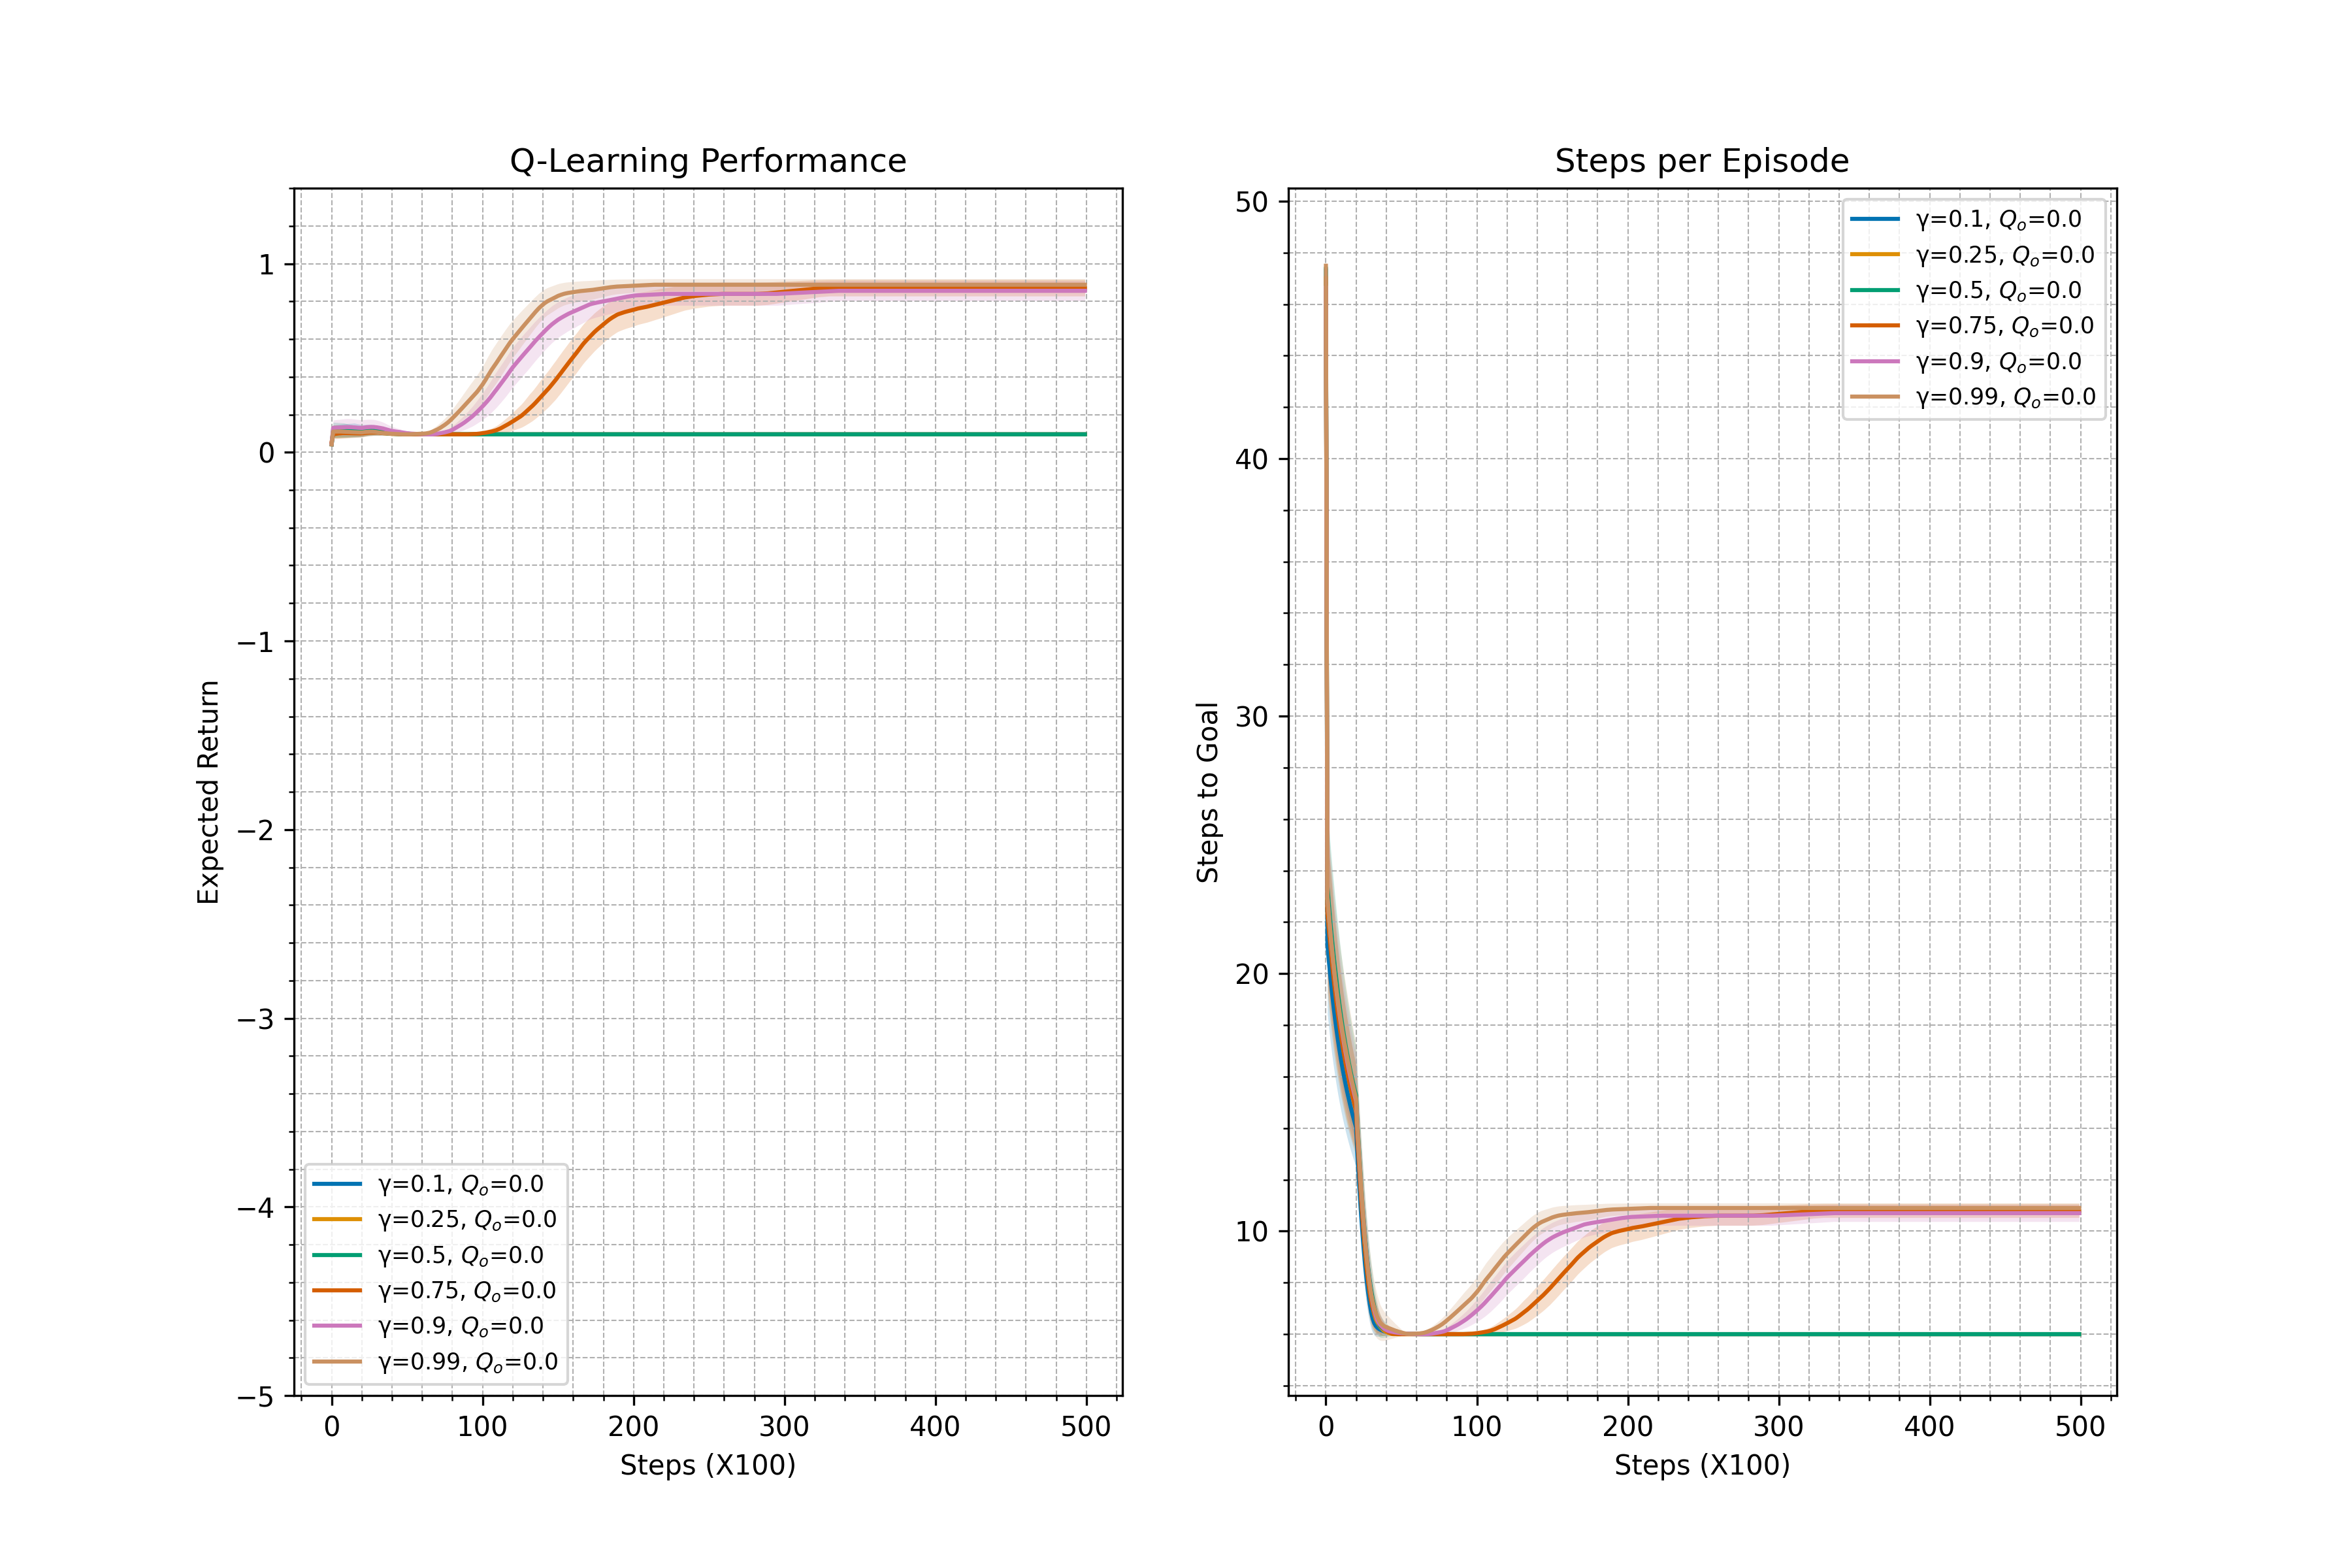 Q-Learning Performance
1
0
−1
−2
−3
−4
−5
Expected Return
0 100 200 300 400 500
Steps (X100)
γ=0.1, Qo=0.0
γ=0.25, Qo=0.0
γ=0.5, Qo=0.0
γ=0.75, Qo=0.0
γ=0.9, Qo=0.0
γ=0.99, Qo=0.0
Steps per Episode
50
40
30
20
10
Steps to Goal
0 100 200 300 400 500
Steps (X100)
γ=0.1, Qo=0.0
γ=0.25, Qo=0.0
γ=0.5, Qo=0.0
γ=0.75, Qo=0.0
γ=0.9, Qo=0.0
γ=0.99, Qo=0.0